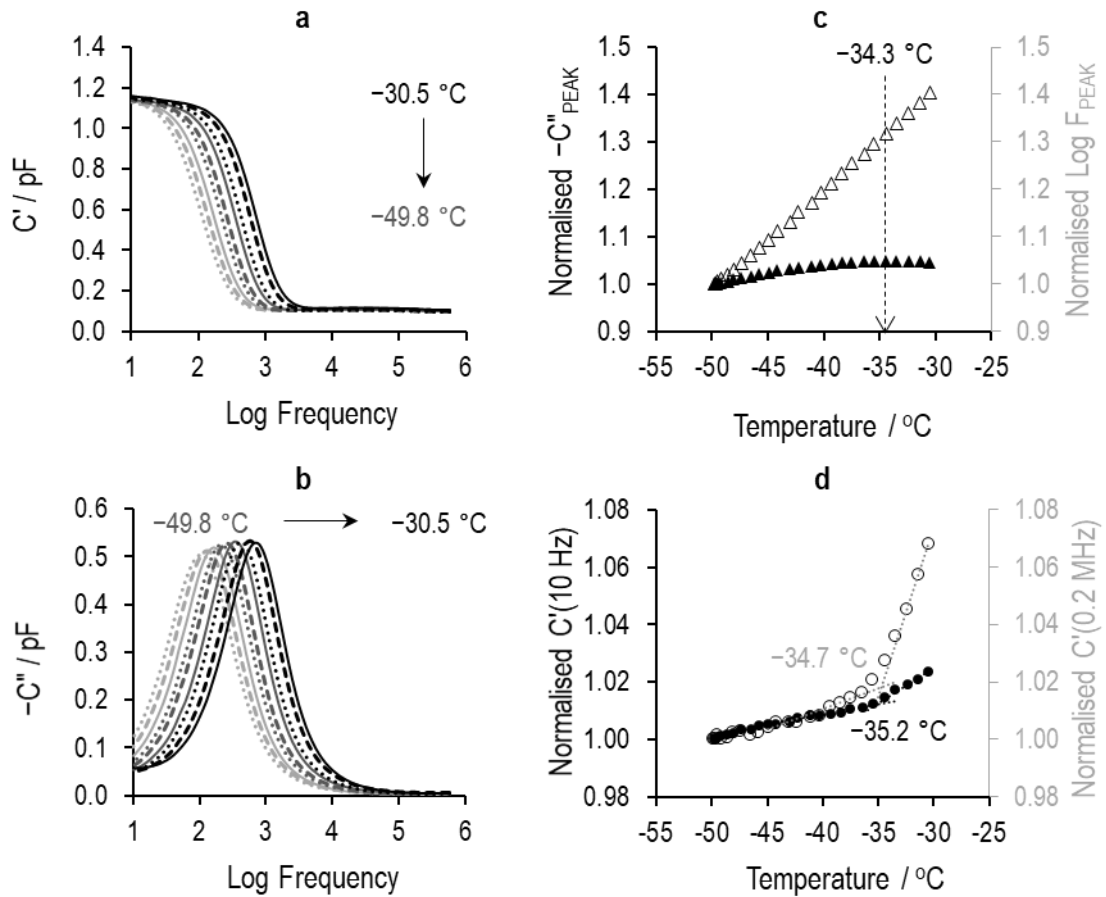 a
1.4
1.2
1.0
0.8
0.6
0.4
0.2
0.0
C' / pF
−30.5 °C
−49.8 °C
1 2 3 4 5 6
Log Frequency
c
1.5
1.4
1.3
1.2
1.1
1.0
0.9
Normalised −C''PEAK
−34.3 °C
1.5
1.4
1.3
1.2
1.1
1.0
0.9
Normalised Log FPEAK
-55 -50 -45 -40 -35 -30 -25
Temperature / °C
b
0.6
0.5
0.4
0.3
0.2
0.1
0.0
−C'' / pF
−49.8 °C
−30.5 °C
1 2 3 4 5 6
Log Frequency
d
1.08
1.06
1.04
1.02
1.00
0.98
Normalised C'(10 Hz)
−34.7 °C
−35.2 °C
1.08
1.06
1.04
1.02
1.00
0.98
Normalised C'(0.2 MHz)
-55 -50 -45 -40 -35 -30 -25
Temperature / °C